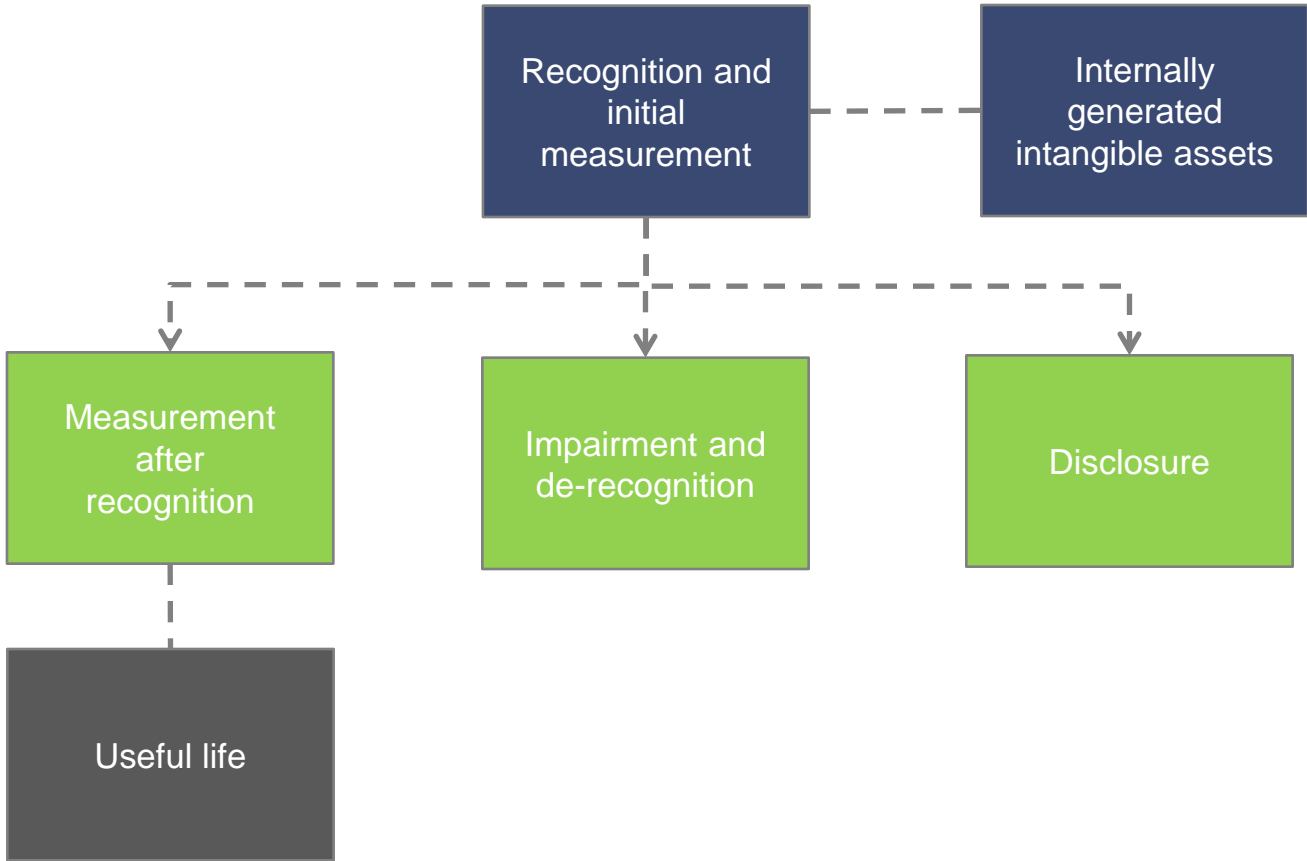 Recognition and
initial
measurement
Internally
generated
intangible assets
Measurement
after
recognition
Impairment and
de-recognition
Disclosure
Useful life